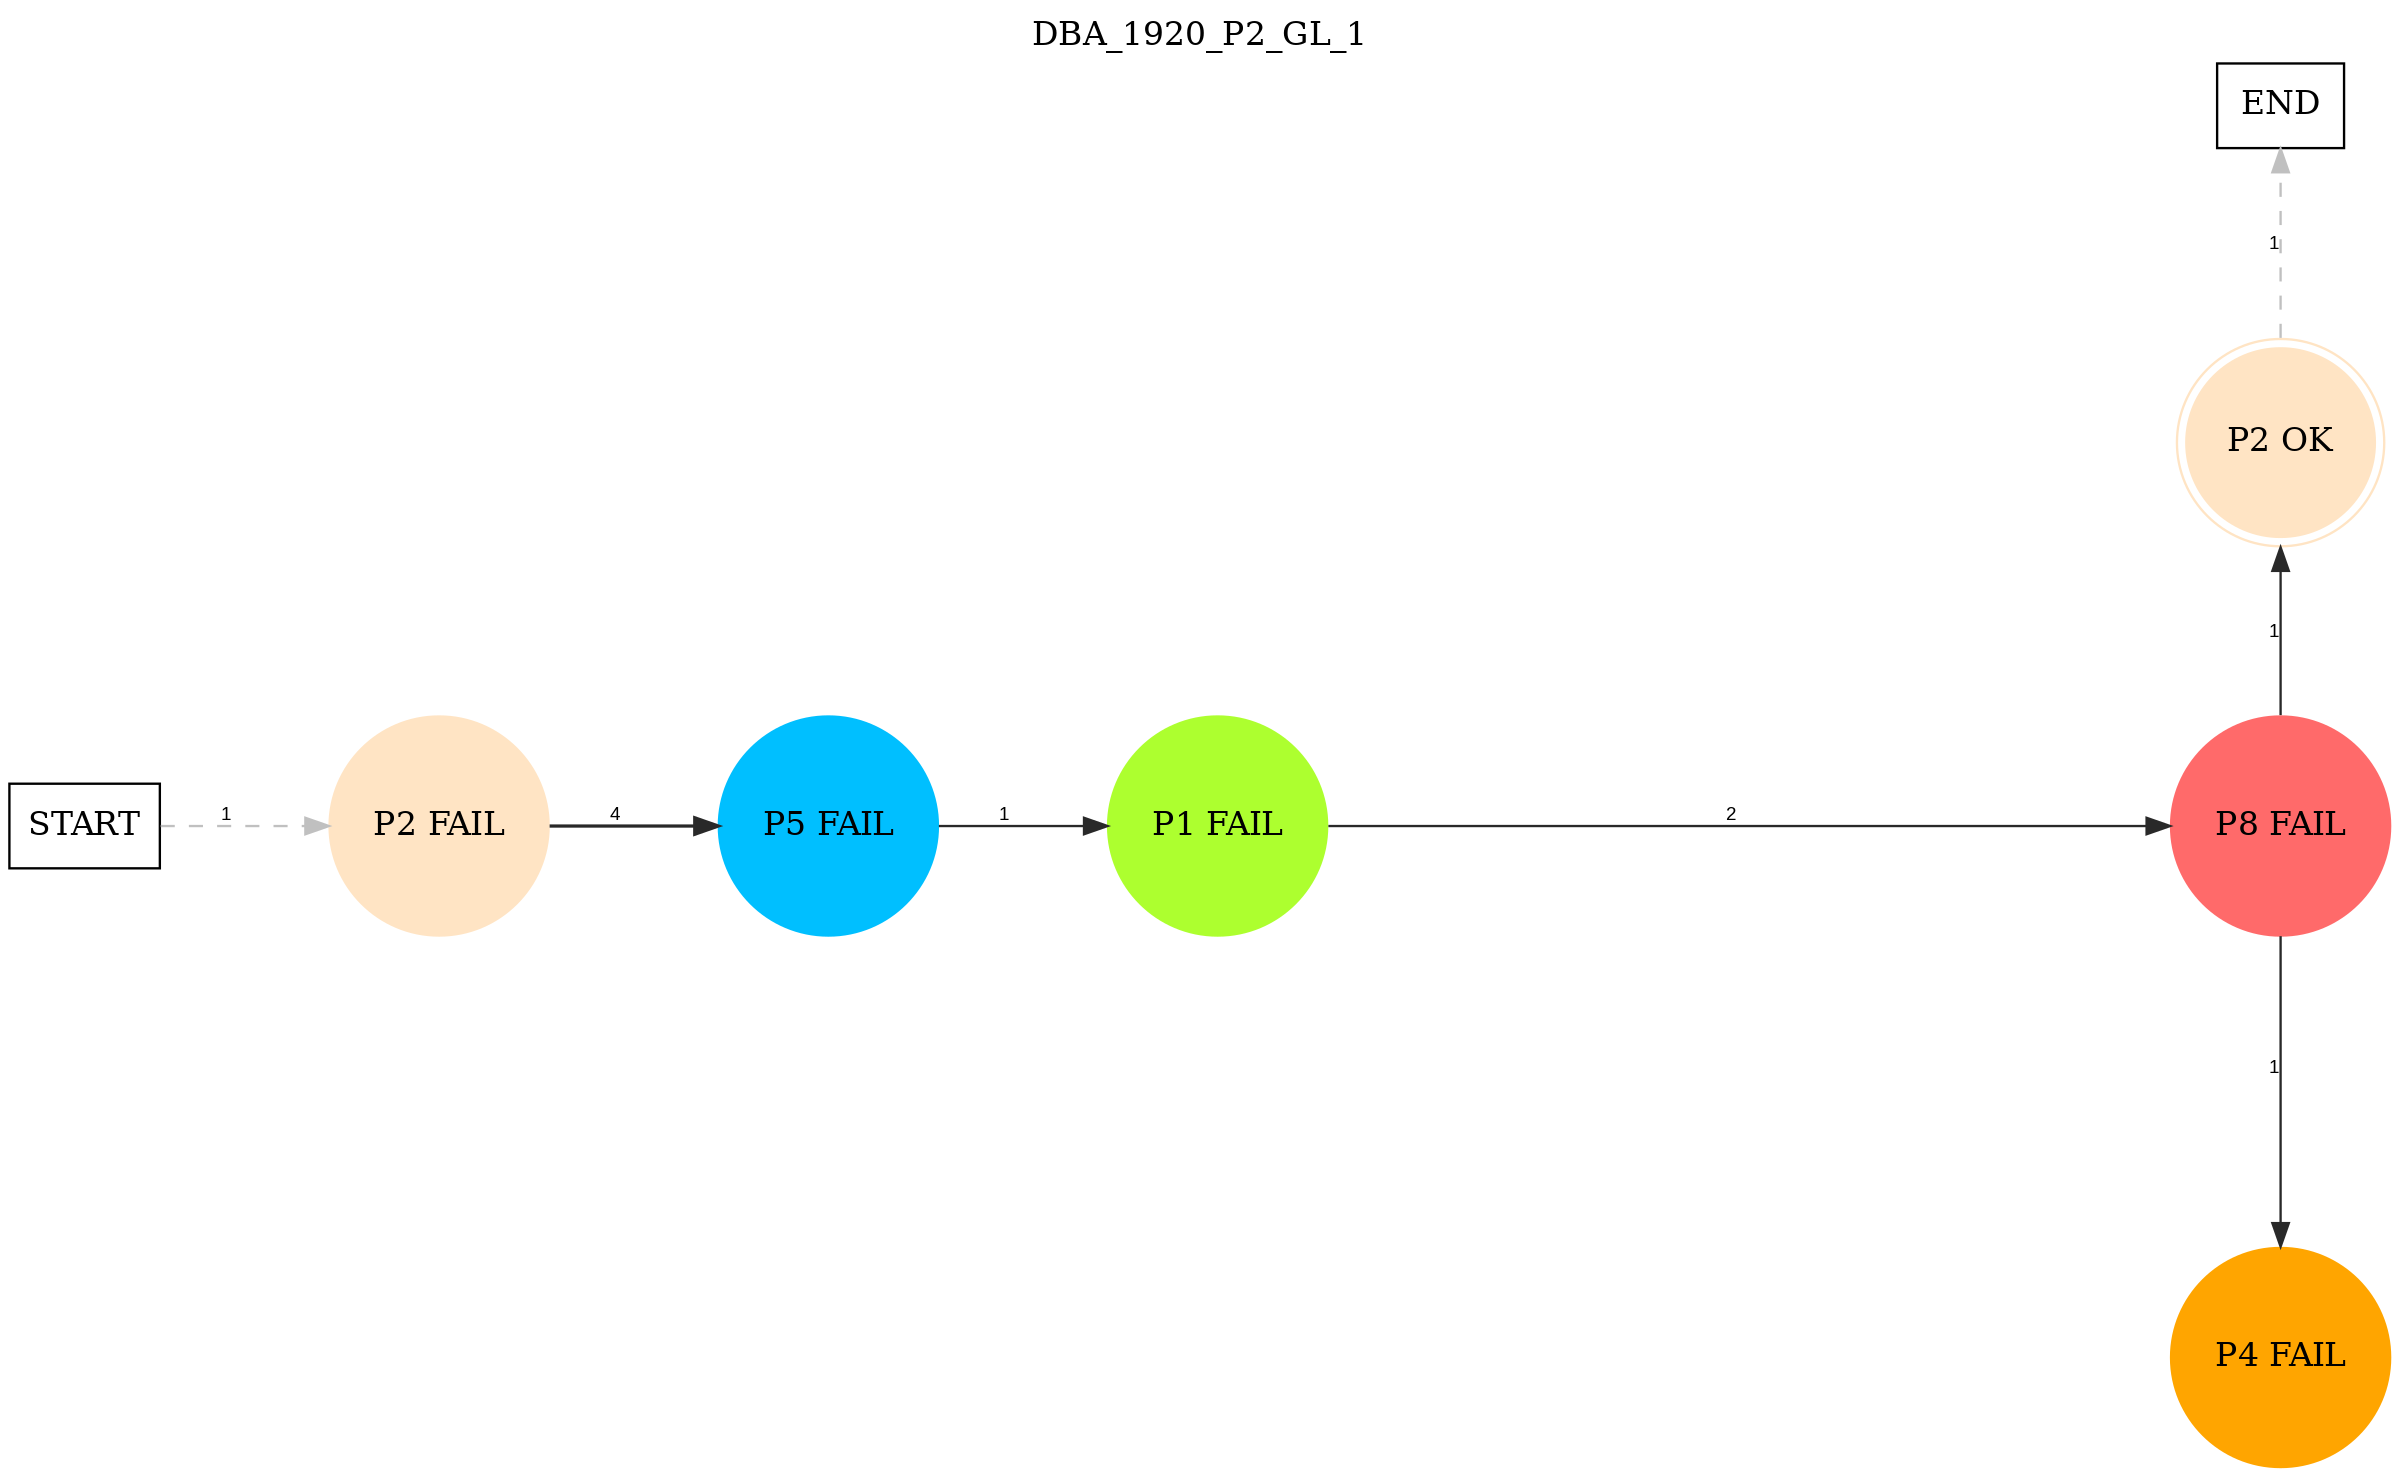 DBA_1920_P2_GL_1
END
1
P2 OK
1
START
1
P2 FAIL
4
P5 FAIL
1
P1 FAIL
2
P8 FAIL
1
P4 FAIL